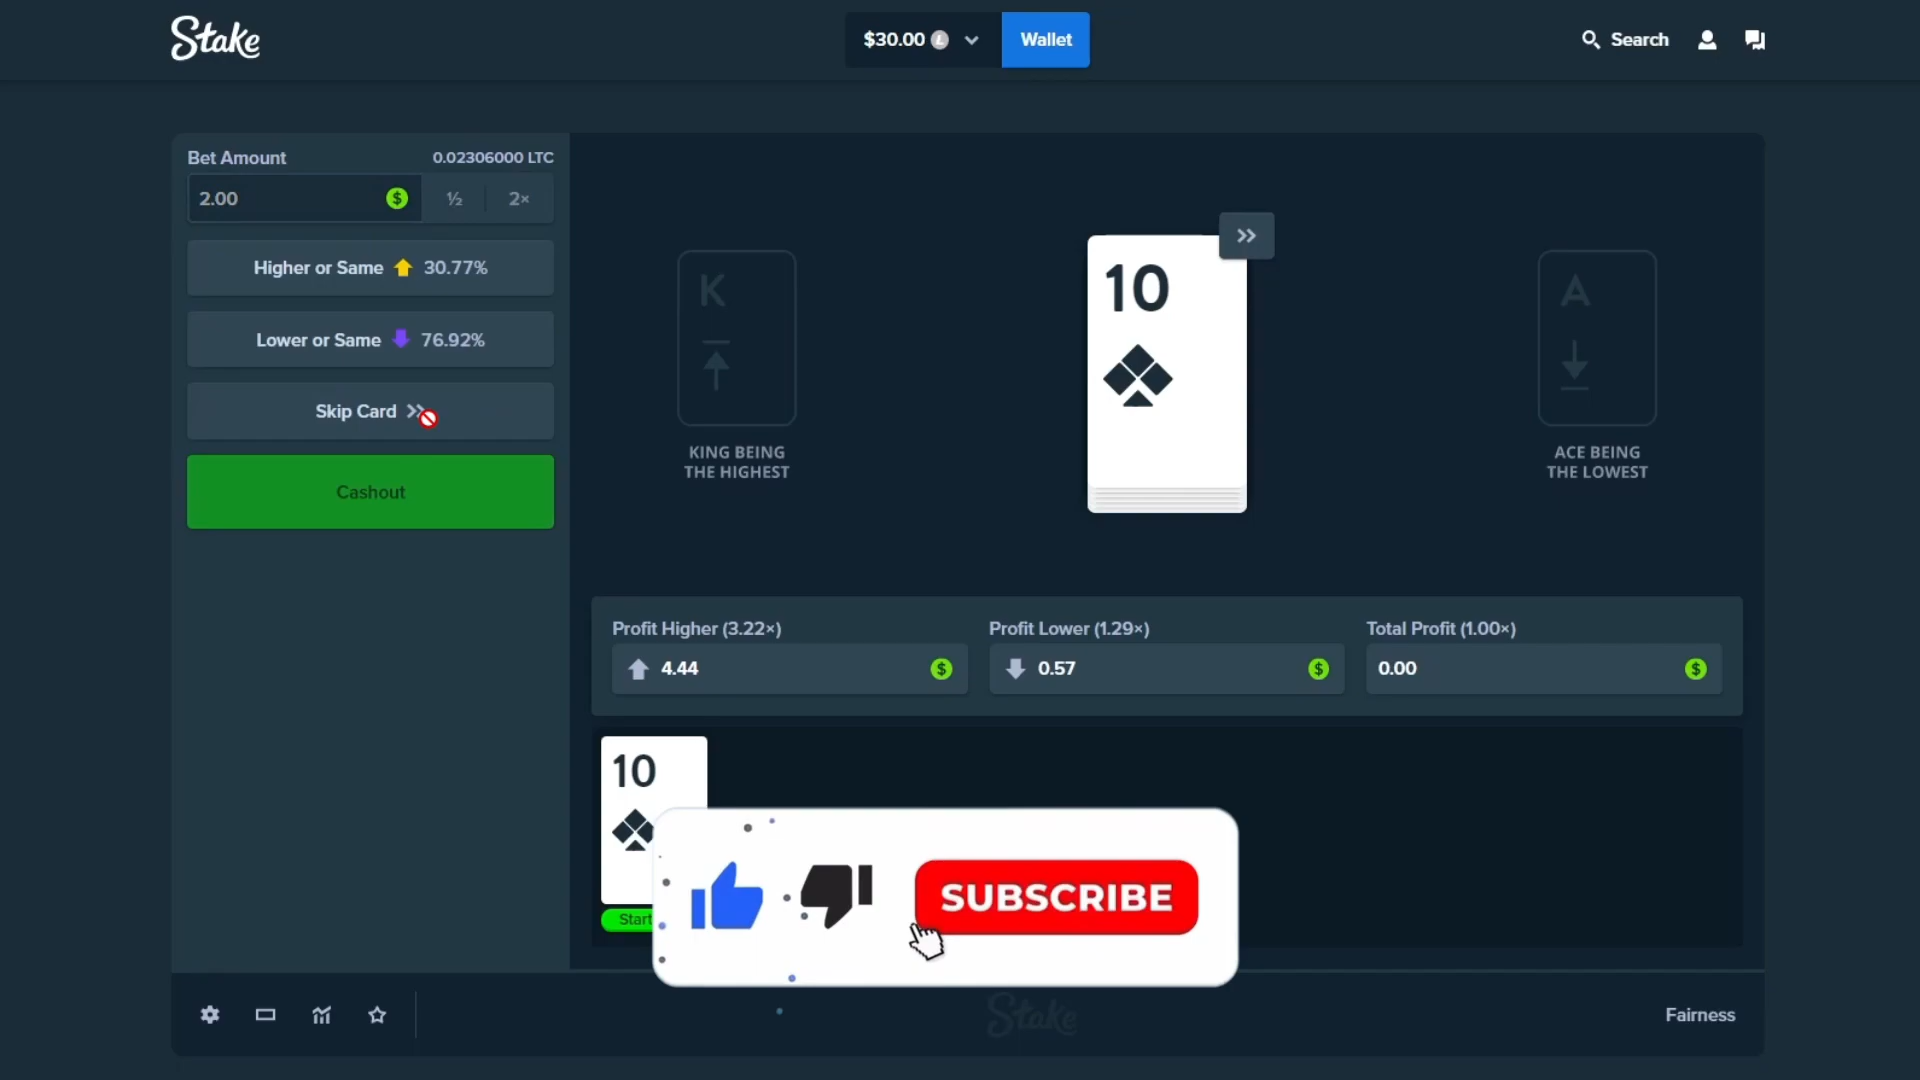 Stake
$30.00
Wallet
Search
Bet Amount
0.02306000 LTC
2.00
½
2×
Higher or Same 30.77%
Lower or Same 76.92%
Skip Card
Cashout
K
KING BEING
THE HIGHEST
10
A
ACE BEING
THE LOWEST
Profit Higher (3.22×)
4.44
Profit Lower (1.29×)
0.57
Total Profit (1.00×)
0.00
10
Start
SUBSCRIBE
Stake
Fairness